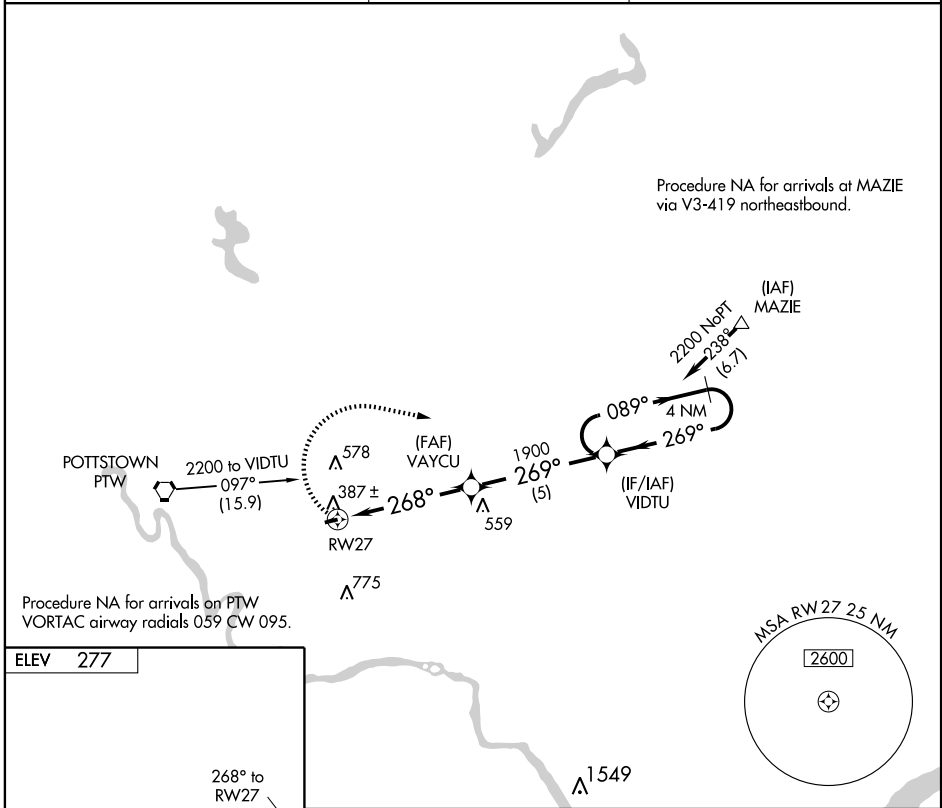 Procedure NA for arrivals at MAZIE
via V3-419 northeastbound.
(IAF)
MAZIE
2200 NoPT
238°
(6.7)
089°
4 NM
269°
(FAF)
VAYCU
1900
269°
(5)
(IF/IAF)
VIDTU
578
POTTSTOWN
PTW
2200 to VIDTU
097°
(15.9)
387 ±
268°
559
RW27
775
Procedure NA for arrivals on PTW
VORTAC airway radials 059 CW 095.
MSA RW 27 25 NM
2600
ELEV 277
268° to
RW27
1549